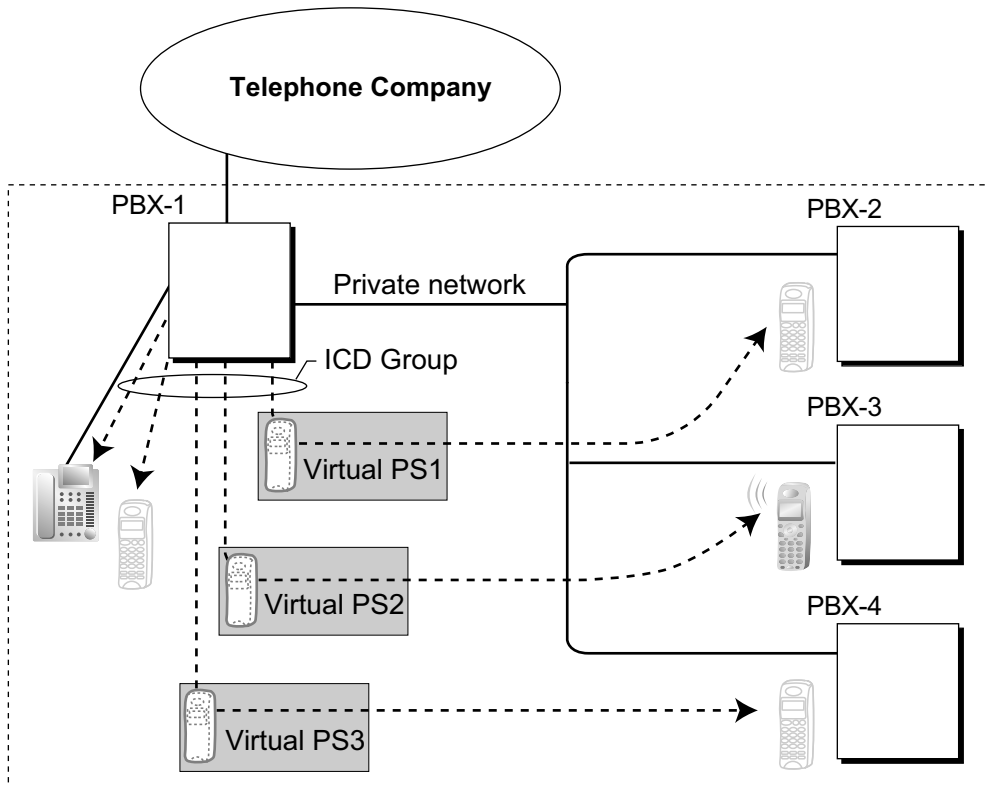 Telephone Company
PBX-1
PBX-2
Private network
ICD Group
PBX-3
Virtual PS1
Virtual PS2
PBX-4
Virtual PS3